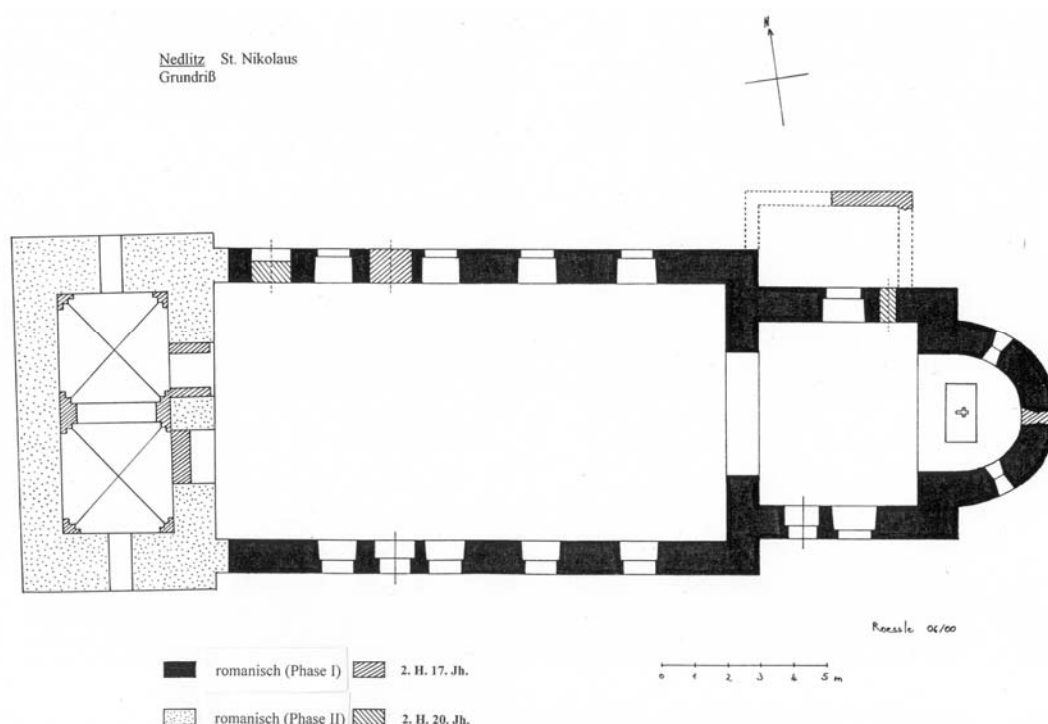 Nedlitz St. Nikolaus
Grundriß
N
Roessle 06/00
romanisch (Phase I) 2. H. 17. Jh.
0 1 2 3 4 5 m
romanisch (Phase II) 2. H. 20. Jh.